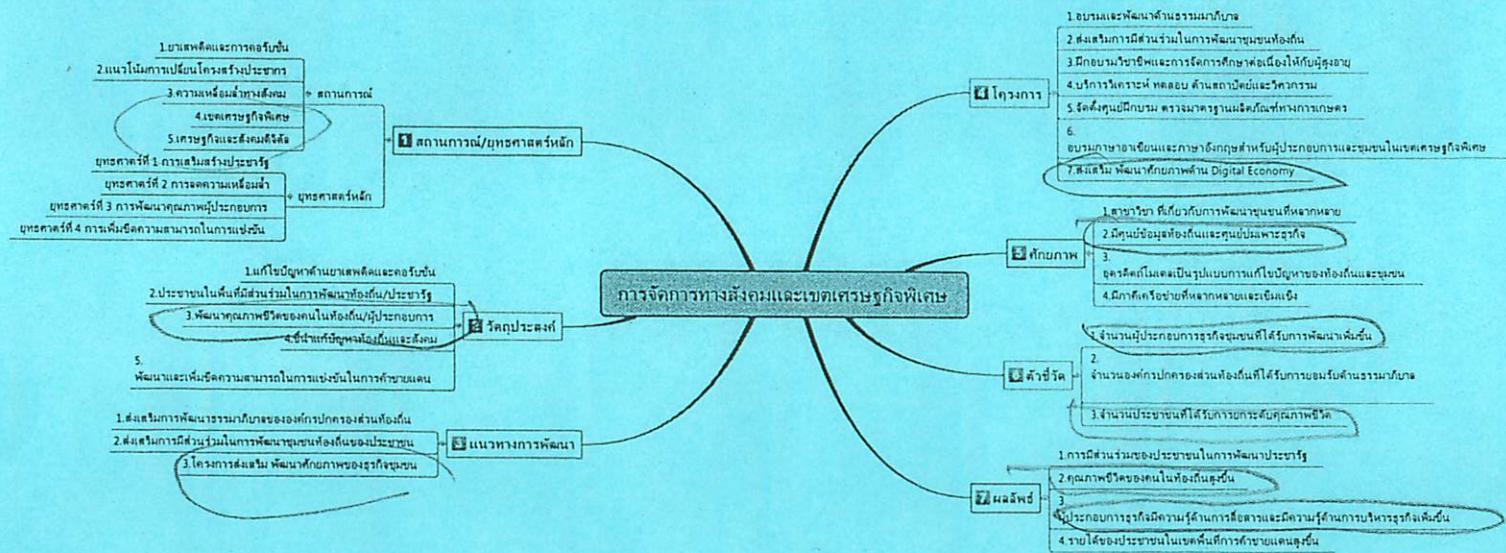 การจัดการทางสังคมและเขตเศรษฐกิจพิเศษ
1 สถานการณ์/ยุทธศาสตร์หลัก
สถานการณ์
1.ยาเสพติดและการคอรับชั่น
2.แนวโน้มการเปลี่ยนโครงสร้างประชากร
3.ความเหลื่อมล้ำทางสังคม
4.เขตเศรษฐกิจพิเศษ
5.เศรษฐกิจและสังคมดิจิตัล
ยุทธศาสตร์หลัก
ยุทธศาตร์ที่ 1 การเสริมสร้างประชารัฐ
ยุทธศาตร์ที่ 2 การลดความเหลื่อมล้ำ
ยุทธศาตร์ที่ 3 การพัฒนาคุณภาพผู้ประกอบการ
ยุทธศาตร์ที่ 4 การเพิ่มขีดความสามารถในการแข่งขัน
2 วัตถุประสงค์
1.แก้ไขปัญหาด้านยาเสพติดและคอรับชั่น
2.ประชาชนในพื้นที่มีส่วนร่วมในการพัฒนาท้องถิ่น/ประชารัฐ
3.พัฒนาคุณภาพชีวิตของคนในท้องถิ่น/ผู้ประกอบการ
4.ชี้นำแก้ปัญหาท้องถิ่นและสังคม
5.
พัฒนาและเพิ่มขีดความสามารถในการแข่งขันในการค้าชายแดน
3 แนวทางการพัฒนา
1.ส่งเสริมการพัฒนาธรรมาภิบาลขององค์กรปกครองส่วนท้องถิ่น
2.ส่งเสริมการมีส่วนร่วมในการพัฒนาชุมชนท้องถิ่นของประชาชน
3.โครงการส่งเสริม พัฒนาศักยภาพของธุรกิจชุมชน
4 โครงการ
1.อบรมและพัฒนาด้านธรรมมาภิบาล
2.ส่งเสริมการมีส่วนร่วมในการพัฒนาชุมชนท้องถิ่น
3.ฝึกอบรมวิชาชีพและการจัดการศึกษาต่อเนื่องให้กับผู้สูงอายุ
4.บริการวิเคราะห์ ทดสอบ ด้านสถาปัตย์และวิศวกรรม
5.จัดตั้งศูนย์ฝึกบรม ตรวจมาตรฐานผลิตภัณฑ์ทางการเกษตร
6.
อบรมภาษาอาเซียนและภาษาอังกฤษสำหรับผู้ประกอบการและชุมชนในเขตเศรษฐกิจพิเศษ
7.ส่งเสริม พัฒนาศักยภาพด้าน Digital Economy
5 ศักยภาพ
1.สาขาวิชา ที่เกี่ยวกับการพัฒนาชุมชนที่หลากหลาย
2.มีศูนย์ข้อมูลท้องถิ่นและศูนย์บ่มเพาะธุรกิจ
3.
อุตรดิตถ์โมเดลเป็นรูปแบบการแก้ไขปัญหาของท้องถิ่นและชุมชน
4.มีภาคีเครือข่ายที่หลากหลายและเข้มแข็ง
6 ตัวชี้วัด
1.จำนวนผู้ประกอบการธุรกิจชุมชนที่ได้รับการพัฒนาเพิ่มขึ้น
2.
จำนวนองค์กรปกครองส่วนท้องถิ่นที่ได้รับการยอมรับด้านธรรมาภิบาล
3.จำนวนประชาชนที่ได้รับการยกระดับคุณภาพชีวิต
7 ผลลัพธ์
1.การมีส่วนร่วมของประชาชนในการพัฒนาประชารัฐ
2.คุณภาพชีวิตของคนในท้องถิ่นสูงขึ้น
3
ผู้ประกอบการธุรกิจมีความรู้ด้านการสื่อสารและมีความรู้ด้านการบริหารธุรกิจเพิ่มขึ้น
4.รายได้ของประชาชนในเขตพื้นที่การค้าชายแดนสูงขึ้น